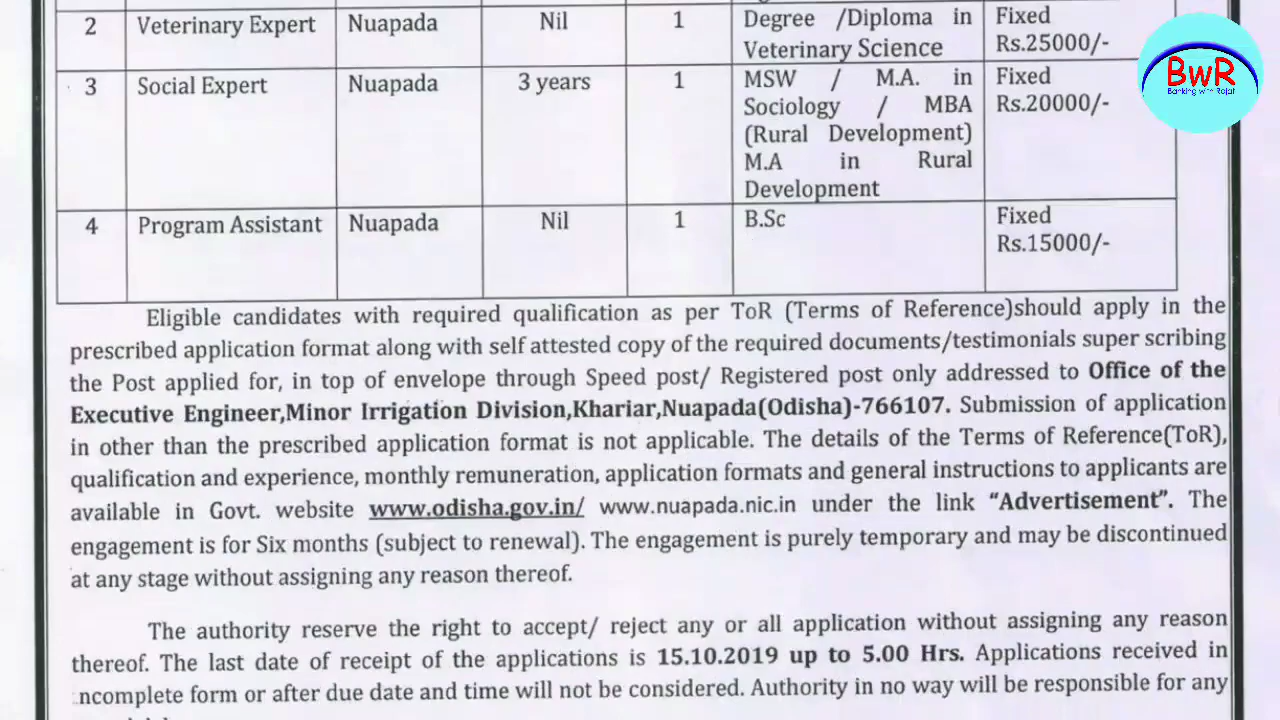 2 Veterinary Expert Nuapada Nil 1 Degree /Diploma in Veterinary Science Fixed Rs.25000/-
3 Social Expert Nuapada 3 years 1 MSW / M.A. in Sociology / MBA (Rural Development) M.A in Rural Development Fixed Rs.20000/-
4 Program Assistant Nuapada Nil 1 B.Sc Fixed Rs.15000/-
BwR
Banking with Rajat
Eligible candidates with required qualification as per ToR (Terms of Reference)should apply in the
prescribed application format along with self attested copy of the required documents/testimonials super scribing
the Post applied for, in top of envelope through Speed post/ Registered post only addressed to Office of the
Executive Engineer,Minor Irrigation Division,Khariar,Nuapada(Odisha)-766107. Submission of application
in other than the prescribed application format is not applicable. The details of the Terms of Reference(ToR),
qualification and experience, monthly remuneration, application formats and general instructions to applicants are
available in Govt. website www.odisha.gov.in/ www.nuapada.nic.in under the link “Advertisement”. The
engagement is for Six months (subject to renewal). The engagement is purely temporary and may be discontinued
at any stage without assigning any reason thereof.
The authority reserve the right to accept/ reject any or all application without assigning any reason
thereof. The last date of receipt of the applications is 15.10.2019 up to 5.00 Hrs. Applications received in
ncomplete form or after due date and time will not be considered. Authority in no way will be responsible for any